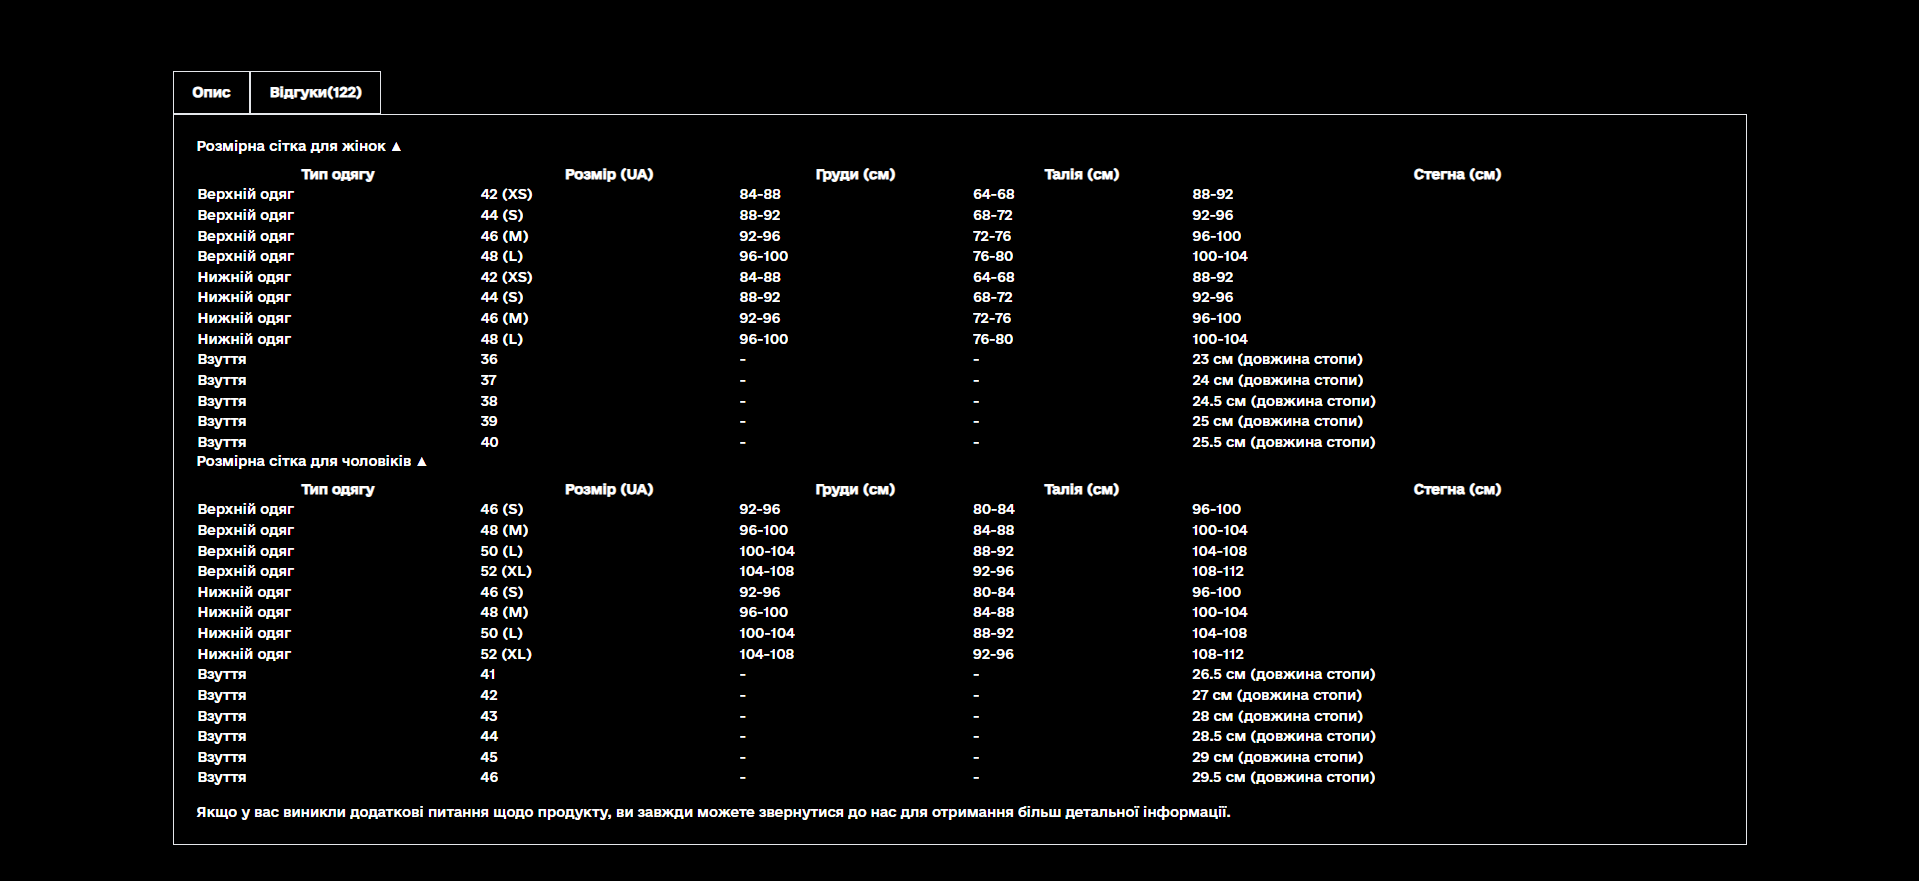 Опис Відгуки(122)
Розмірна сітка для жінок ▲
Тип одягу Розмір (UA) Груди (см) Талія (см) Стегна (см)
Верхній одяг 42 (XS) 84-88 64-68 88-92
Верхній одяг 44 (S) 88-92 68-72 92-96
Верхній одяг 46 (M) 92-96 72-76 96-100
Верхній одяг 48 (L) 96-100 76-80 100-104
Нижній одяг 42 (XS) 84-88 64-68 88-92
Нижній одяг 44 (S) 88-92 68-72 92-96
Нижній одяг 46 (M) 92-96 72-76 96-100
Нижній одяг 48 (L) 96-100 76-80 100-104
Взуття 36 - - 23 см (довжина стопи)
Взуття 37 - - 24 см (довжина стопи)
Взуття 38 - - 24.5 см (довжина стопи)
Взуття 39 - - 25 см (довжина стопи)
Взуття 40 - - 25.5 см (довжина стопи)
Розмірна сітка для чоловіків ▲
Тип одягу Розмір (UA) Груди (см) Талія (см) Стегна (см)
Верхній одяг 46 (S) 92-96 80-84 96-100
Верхній одяг 48 (M) 96-100 84-88 100-104
Верхній одяг 50 (L) 100-104 88-92 104-108
Верхній одяг 52 (XL) 104-108 92-96 108-112
Нижній одяг 46 (S) 92-96 80-84 96-100
Нижній одяг 48 (M) 96-100 84-88 100-104
Нижній одяг 50 (L) 100-104 88-92 104-108
Нижній одяг 52 (XL) 104-108 92-96 108-112
Взуття 41 - - 26.5 см (довжина стопи)
Взуття 42 - - 27 см (довжина стопи)
Взуття 43 - - 28 см (довжина стопи)
Взуття 44 - - 28.5 см (довжина стопи)
Взуття 45 - - 29 см (довжина стопи)
Взуття 46 - - 29.5 см (довжина стопи)
Якщо у вас виникли додаткові питання щодо продукту, ви завжди можете звернутися до нас для отримання більш детальної інформації.